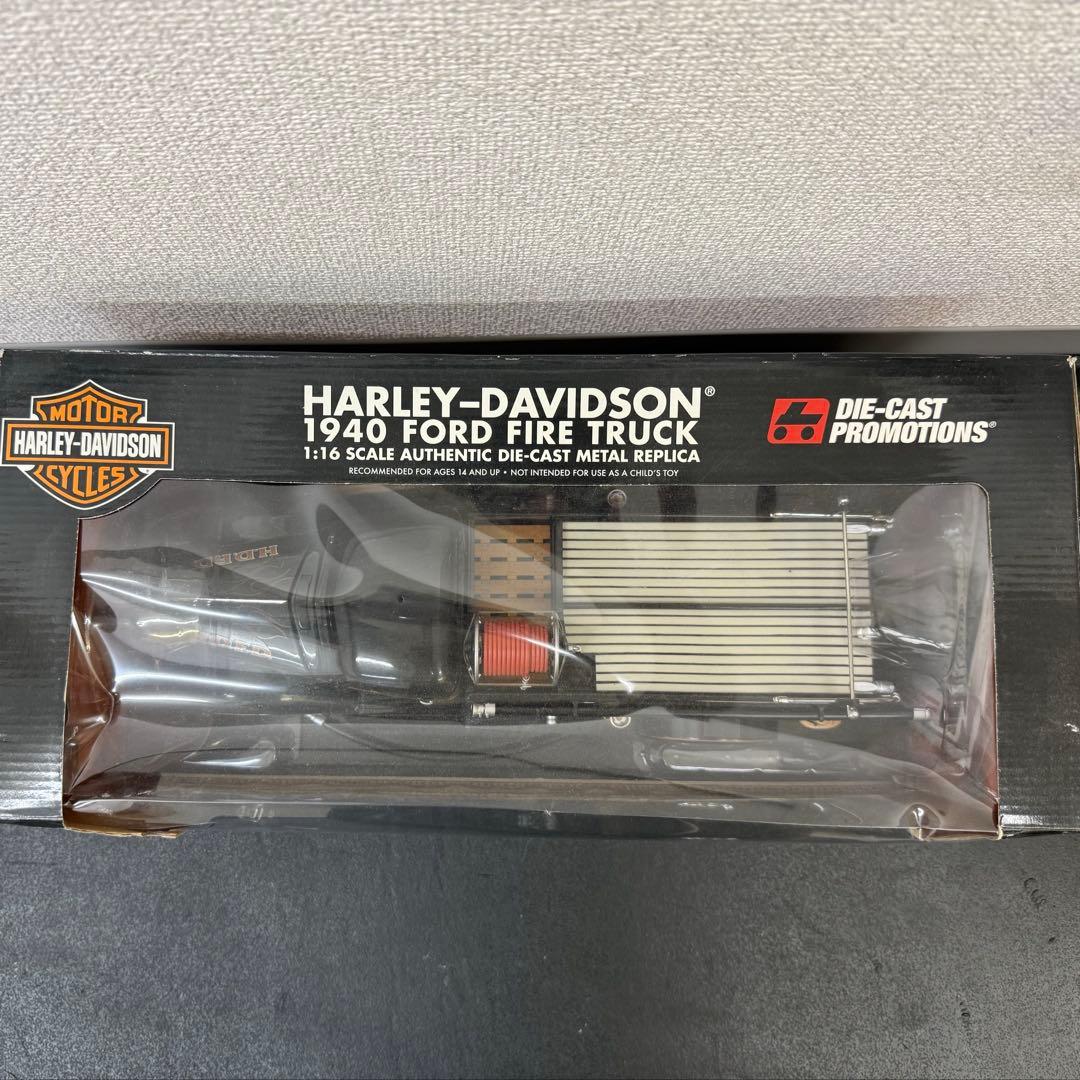 MOTOR
HARLEY-DAVIDSON
CYCLES
HARLEY-DAVIDSON®
1940 FORD FIRE TRUCK
1:16 SCALE AUTHENTIC DIE-CAST METAL REPLICA
RECOMMENDED FOR AGES 14 AND UP • NOT INTENDED FOR USE AS A CHILD'S TOY
DIE-CAST
PROMOTIONS®
H.D.F.D.